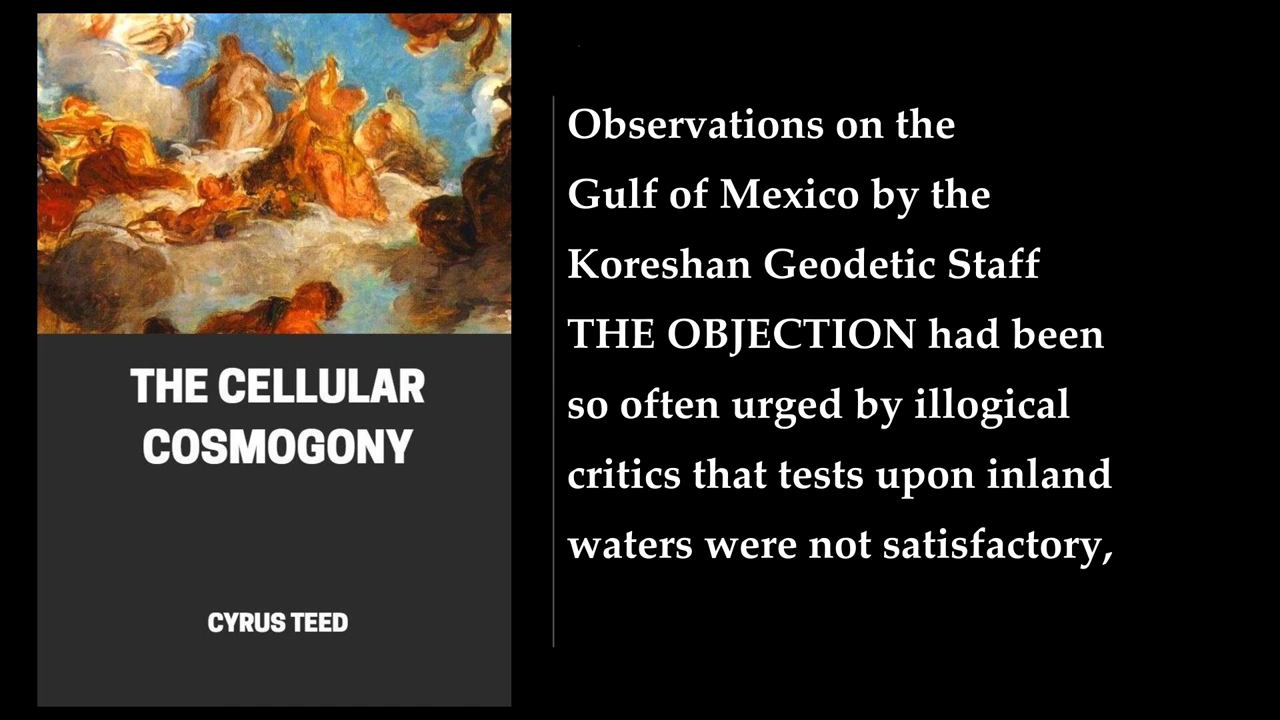 THE CELLULAR
COSMOGONY
CYRUS TEED
Observations on the
Gulf of Mexico by the
Koreshan Geodetic Staff
THE OBJECTION had been
so often urged by illogical
critics that tests upon inland
waters were not satisfactory,